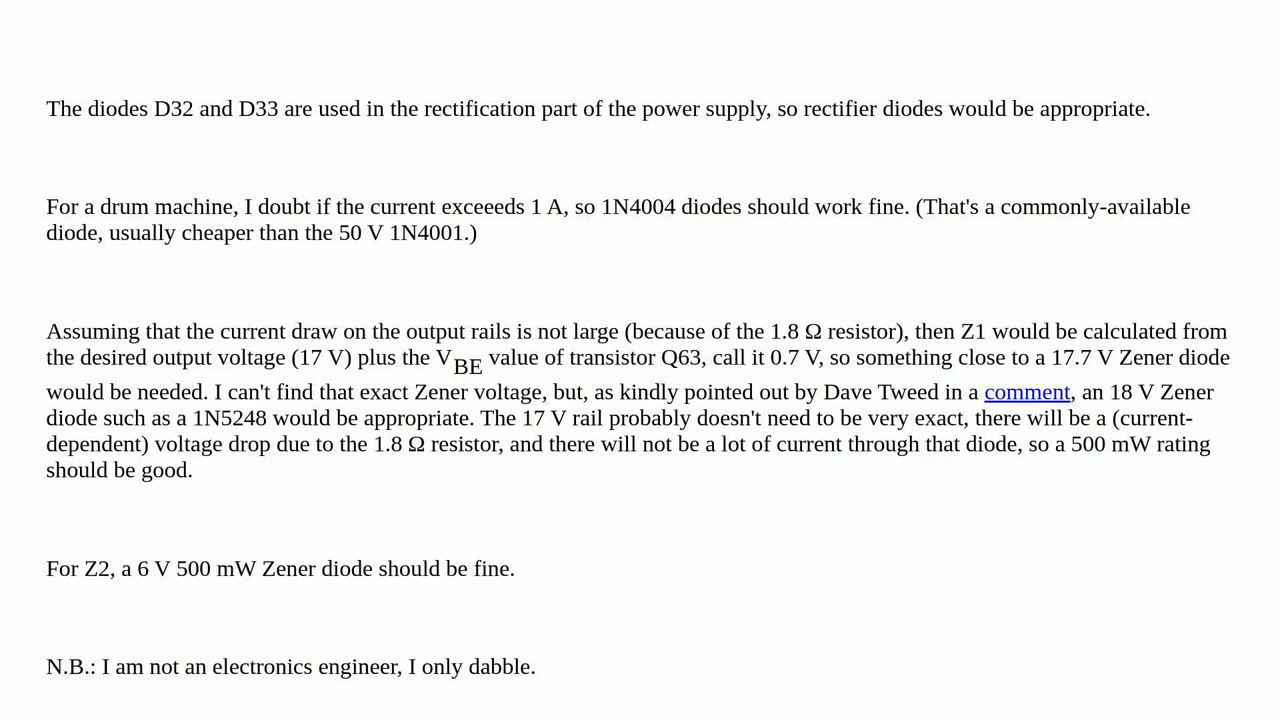 The diodes D32 and D33 are used in the rectification part of the power supply, so rectifier diodes would be appropriate.
For a drum machine, I doubt if the current exceeeds 1 A, so 1N4004 diodes should work fine. (That's a commonly-available
diode, usually cheaper than the 50 V 1N4001.)
Assuming that the current draw on the output rails is not large (because of the 1.8 Ω resistor), then Z1 would be calculated from
the desired output voltage (17 V) plus the VBE value of transistor Q63, call it 0.7 V, so something close to a 17.7 V Zener diode
would be needed. I can't find that exact Zener voltage, but, as kindly pointed out by Dave Tweed in a comment, an 18 V Zener
diode such as a 1N5248 would be appropriate. The 17 V rail probably doesn't need to be very exact, there will be a (current-
dependent) voltage drop due to the 1.8 Ω resistor, and there will not be a lot of current through that diode, so a 500 mW rating
should be good.
For Z2, a 6 V 500 mW Zener diode should be fine.
N.B.: I am not an electronics engineer, I only dabble.